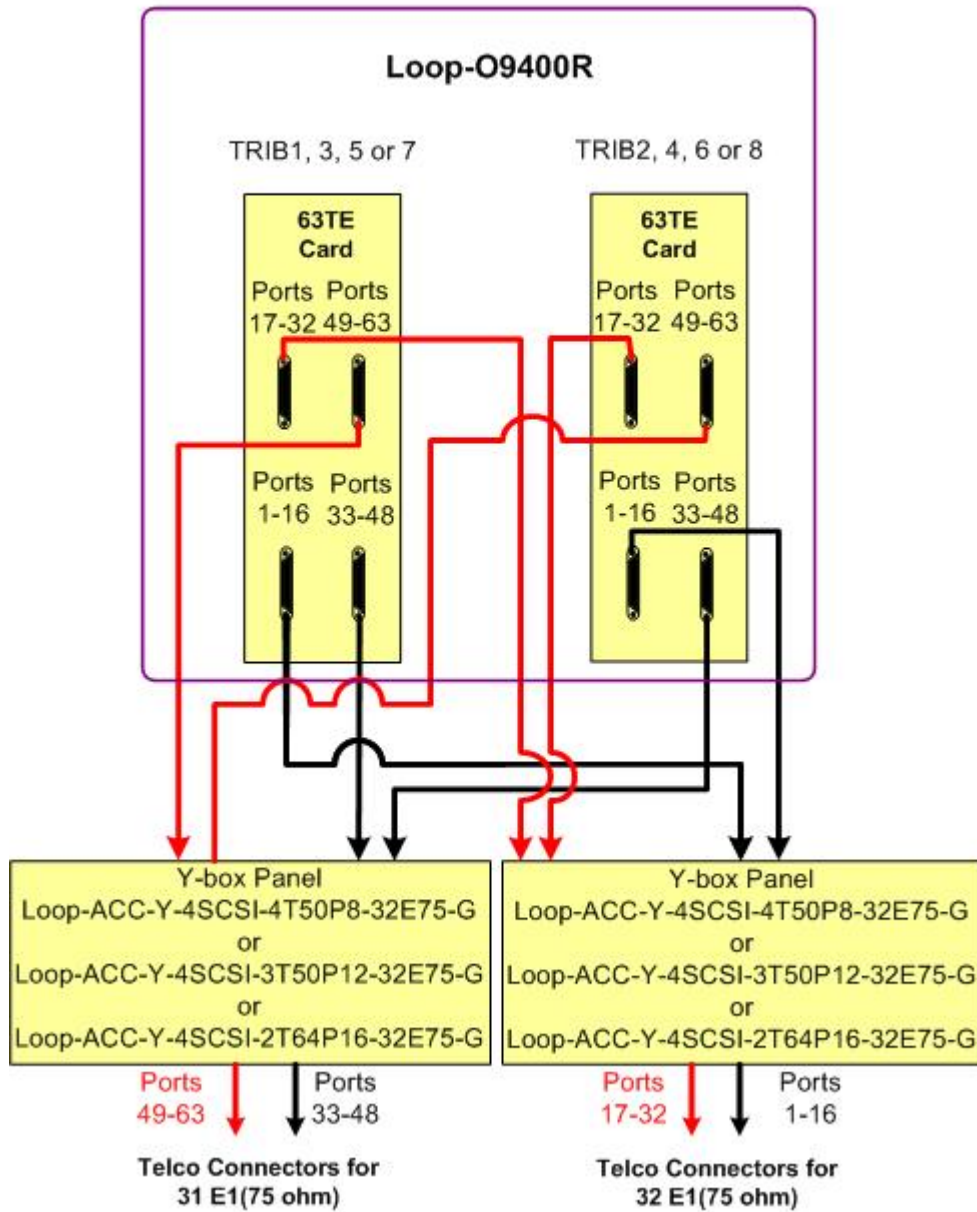 Loop-O9400R
TRIB1, 3, 5 or 7
TRIB2, 4, 6 or 8
63TE
Card
Ports Ports
17-32 49-63
Ports Ports
1-16 33-48
63TE
Card
Ports Ports
17-32 49-63
Ports Ports
1-16 33-48
Y-box Panel
Loop-ACC-Y-4SCSI-4T50P8-32E75-G
or
Loop-ACC-Y-4SCSI-3T50P12-32E75-G
or
Loop-ACC-Y-4SCSI-2T64P16-32E75-G
Y-box Panel
Loop-ACC-Y-4SCSI-4T50P8-32E75-G
or
Loop-ACC-Y-4SCSI-3T50P12-32E75-G
or
Loop-ACC-Y-4SCSI-2T64P16-32E75-G
Ports
49-63
Ports
33-48
Telco Connectors for
31 E1(75 ohm)
Ports
17-32
Ports
1-16
Telco Connectors for
32 E1(75 ohm)